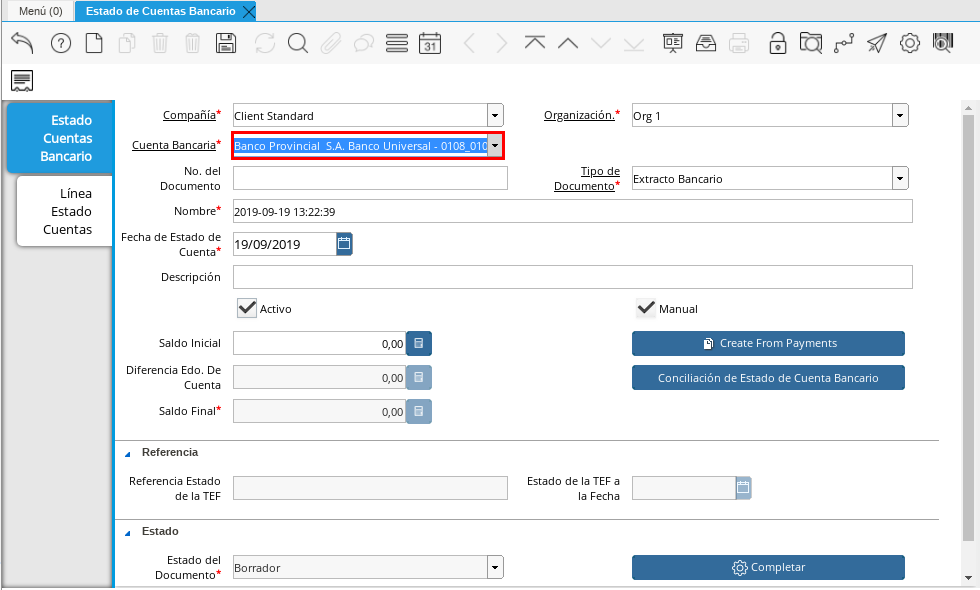 Menú (0)
Estado de Cuentas Bancario
31
Estado
Cuentas
Bancario
Línea
Estado
Cuentas
Compañía*
Client Standard
Organización.*
Org 1
Cuenta Bancaria*
Banco Provincial S.A. Banco Universal - 0108_010
No. del
Documento
Tipo de
Documento*
Extracto Bancario
Nombre*
2019-09-19 13:22:39
Fecha de Estado de
Cuenta*
19/09/2019
Descripción
Activo
Manual
Saldo Inicial
0,00
Create From Payments
Diferencia Edo. De
Cuenta
0,00
Conciliación de Estado de Cuenta Bancario
Saldo Final*
0,00
Referencia
Referencia Estado
de la TEF
Estado de la TEF a
la Fecha
Estado
Estado del
Documento*
Borrador
Completar